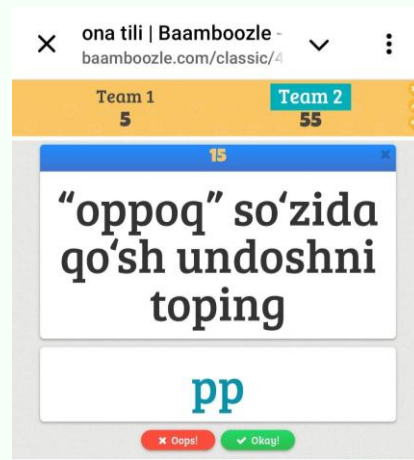 ona tili | Baamboozle -
baamboozle.com/classic/4
Team 1
5
Team 2
55
15
“oppoq” so‘zida
qo‘sh undoshni
toping
pp
Oops!
Okay!